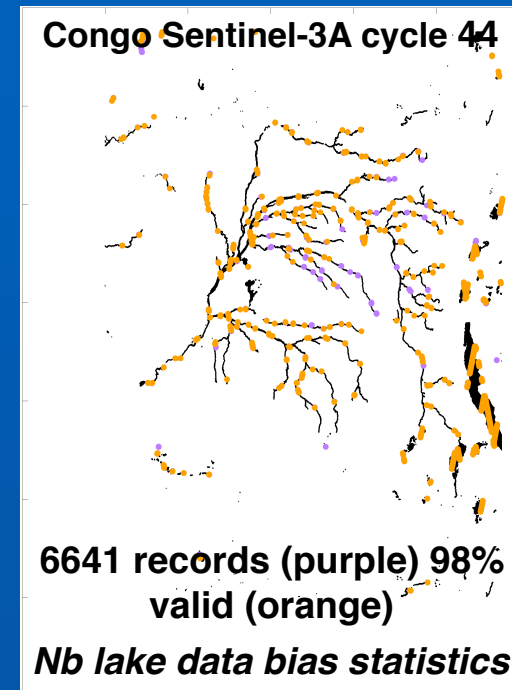 Congo Sentinel-3A cycle 44
6641 records (purple) 98%
valid (orange)
Nb lake data bias statistics